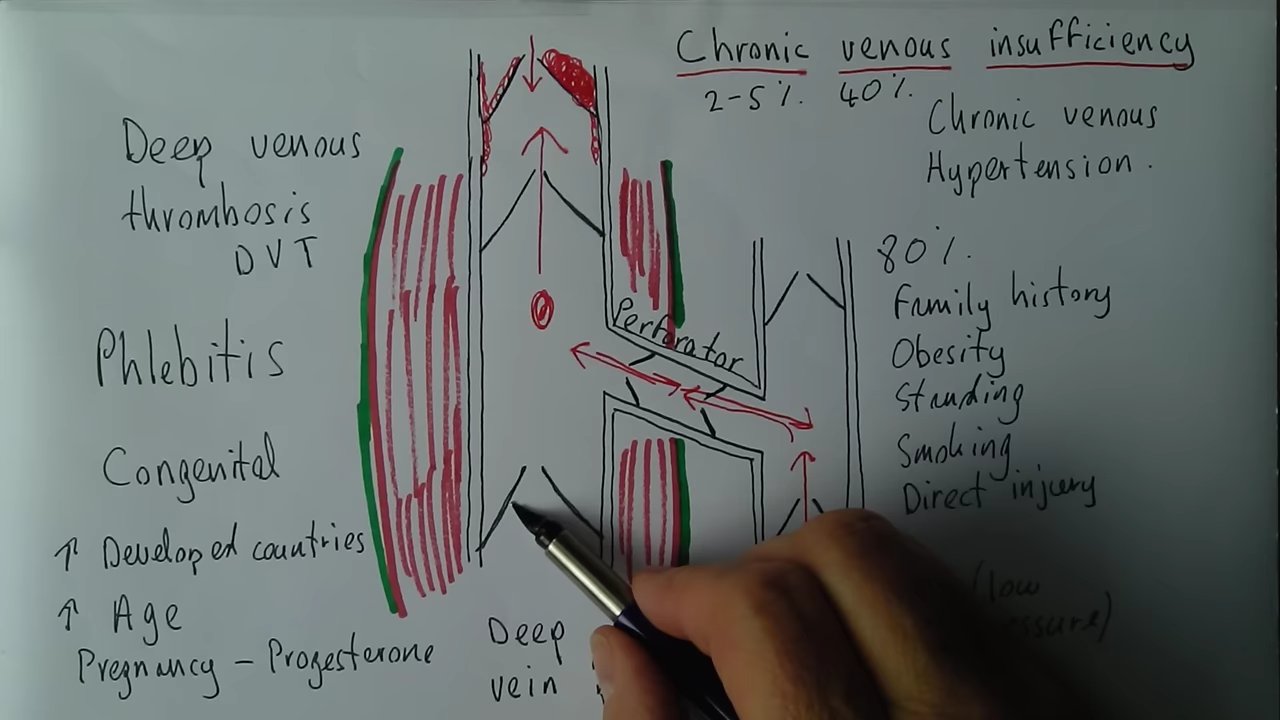 Chronic venous insufficiency
2-5%. 40%.
Chronic venous
Hypertension.
Deep venous
thrombosis
DVT
Phlebitis
Congenital
↑ Developed countries
↑ Age
Pregnancy - Progesterone
Perforator
80%.
Family history
Obesity
Standing
Smoking
Direct injury
Deep
vein
(low